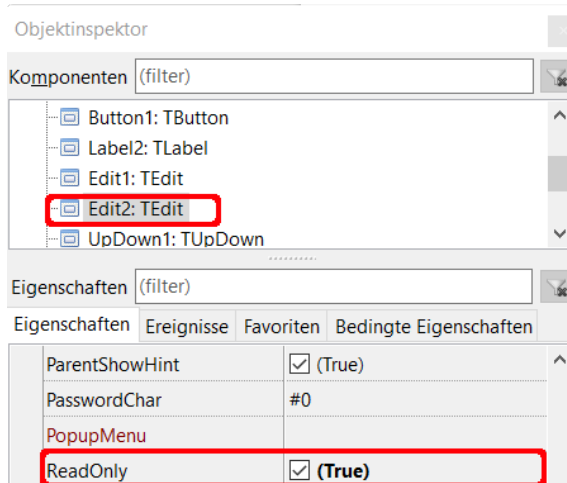 Objektinspektor
Komponenten (filter)
Button1: TButton
Label2: TLabel
Edit1: TEdit
Edit2: TEdit
UpDown1: TUpDown
Eigenschaften (filter)
Eigenschaften Ereignisse Favoriten Bedingte Eigenschaften
ParentShowHint (True)
PasswordChar #0
PopupMenu
ReadOnly (True)